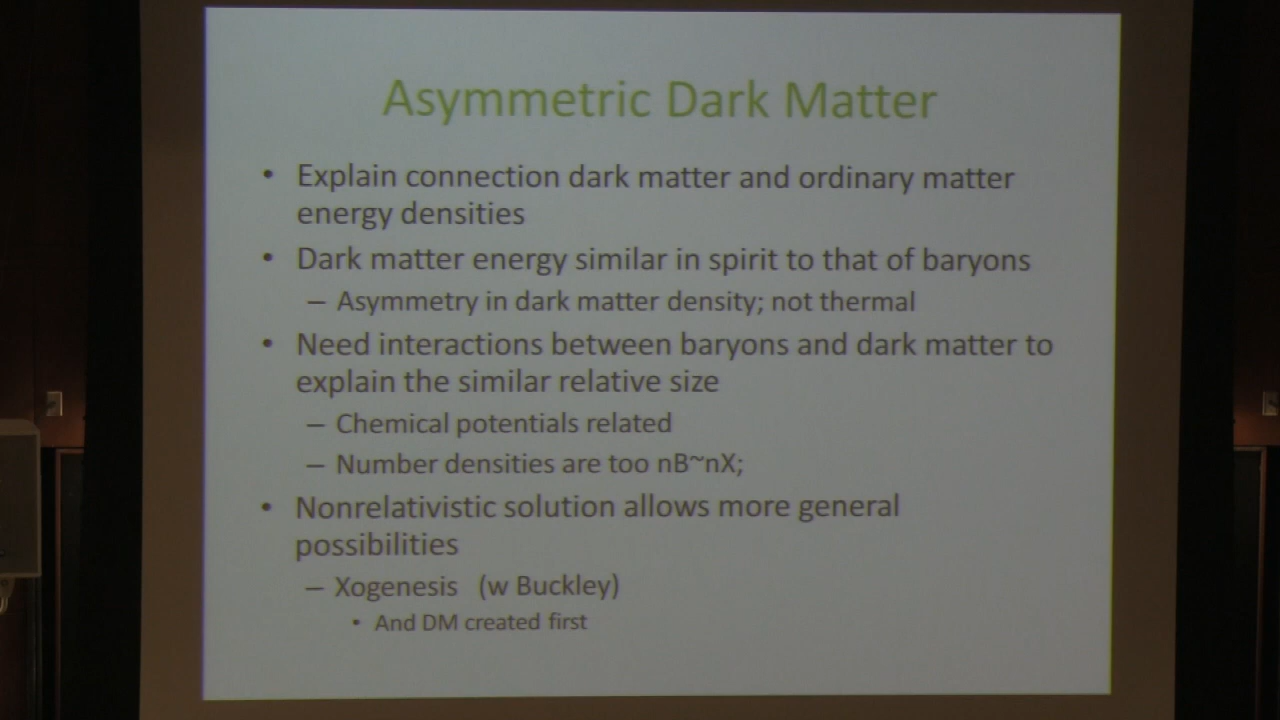 Asymmetric Dark Matter
• Explain connection dark matter and ordinary matter
energy densities
• Dark matter energy similar in spirit to that of baryons
– Asymmetry in dark matter density; not thermal
• Need interactions between baryons and dark matter to
explain the similar relative size
– Chemical potentials related
– Number densities are too nB~nX;
• Nonrelativistic solution allows more general
possibilities
– Xogenesis (w Buckley)
• And DM created first